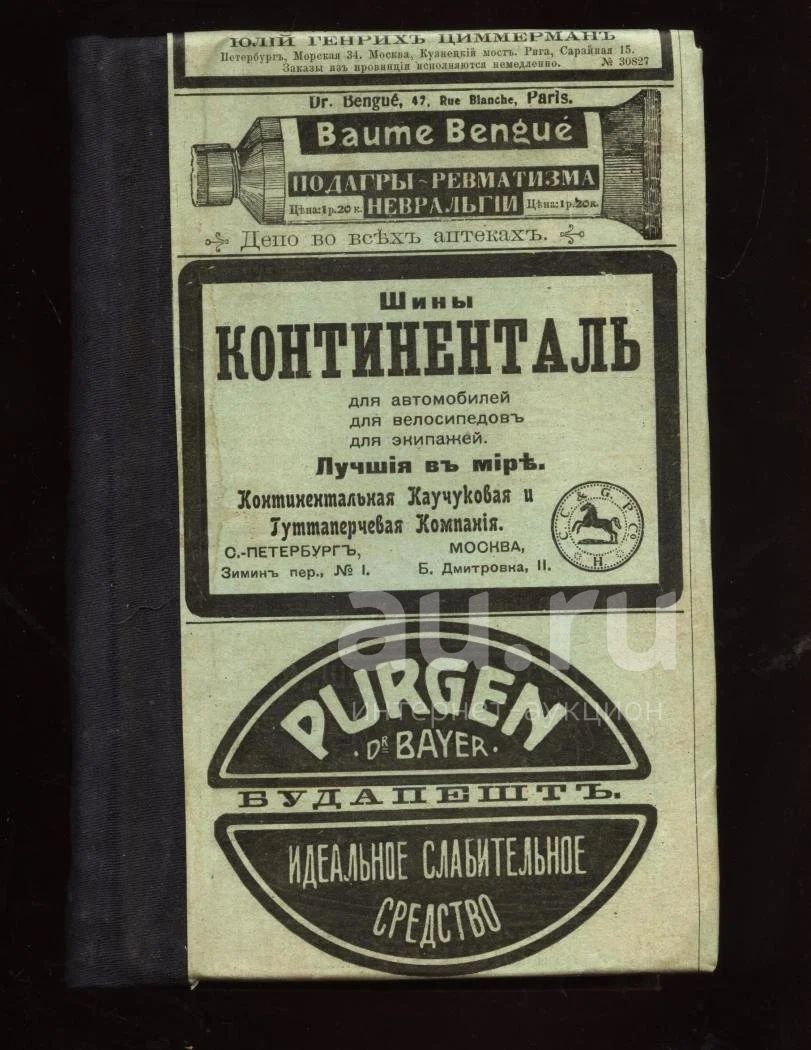 ЮЛІЙ ГЕНРИХЪ ЦИММЕРМАНЪ
Петербургъ, Морская 34. Москва, Кузнецкій мостъ. Рига, Сарайная 15.
Заказы изъ провинціи исполняются немедленно. № 30827
Dr. Bengué, 47, Rue Blanche, Paris.
Baume Bengué
ПОДАГРЫ-РЕВМАТИЗМА
Цѣна: 1 р. 20 к. НЕВРАЛЬГІИ Цѣна: 1 р. 20 к.
Депо во всѣхъ аптекахъ.
Шины
КОНТИНЕНТАЛЬ
для автомобилей
для велосипедовъ
для экипажей.
Лучшія въ мірѣ.
Континентальная Каучуковая и
Гуттаперчевая Компанія.
С.-ПЕТЕРБУРГЪ, МОСКВА,
Зиминъ пер., № 1. Б. Дмитровка, 11.
C. C. & G. P. Co H
au.ru
интернет аукцион
PURGEN
DR BAYER
БУДАПЕШТЪ.
ИДЕАЛЬНОЕ СЛАБИТЕЛЬНОЕ
СРЕДСТВО